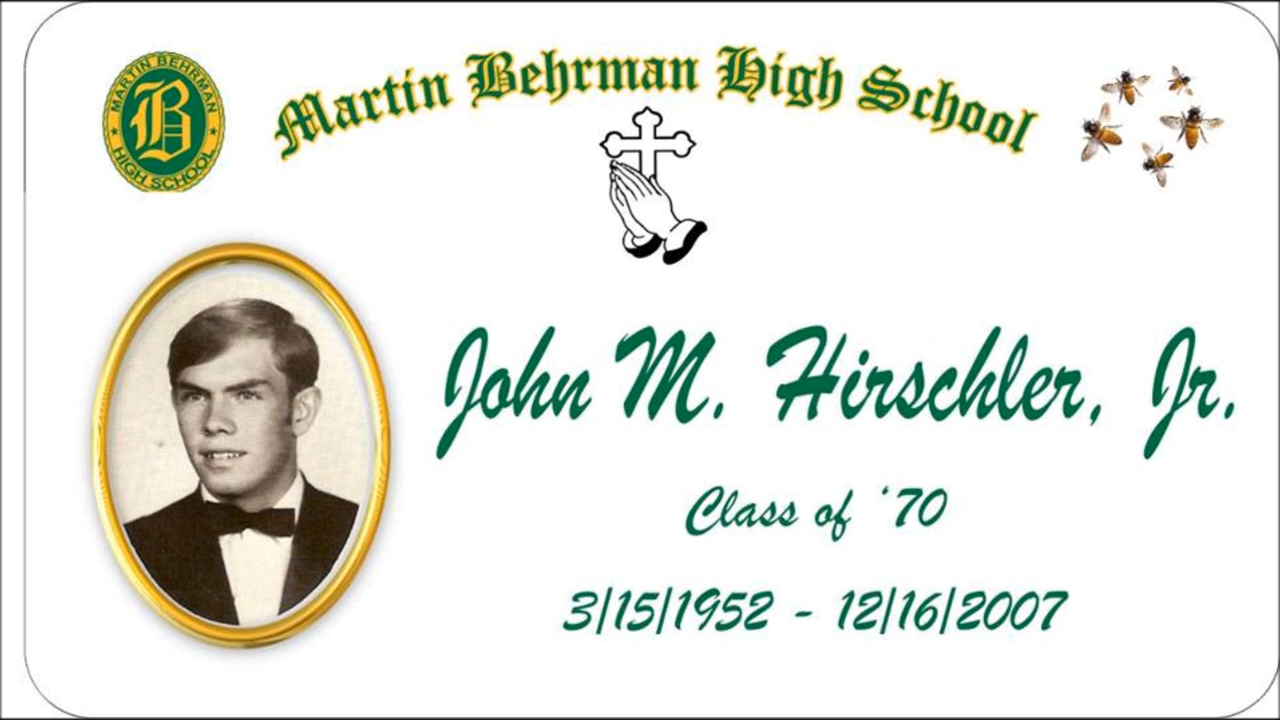 Martin Behrman High School
MARTIN BEHRMAN
B
HIGH SCHOOL
John M. Hirschler, Jr.
Class of ‘70
3/15/1952 - 12/16/2007